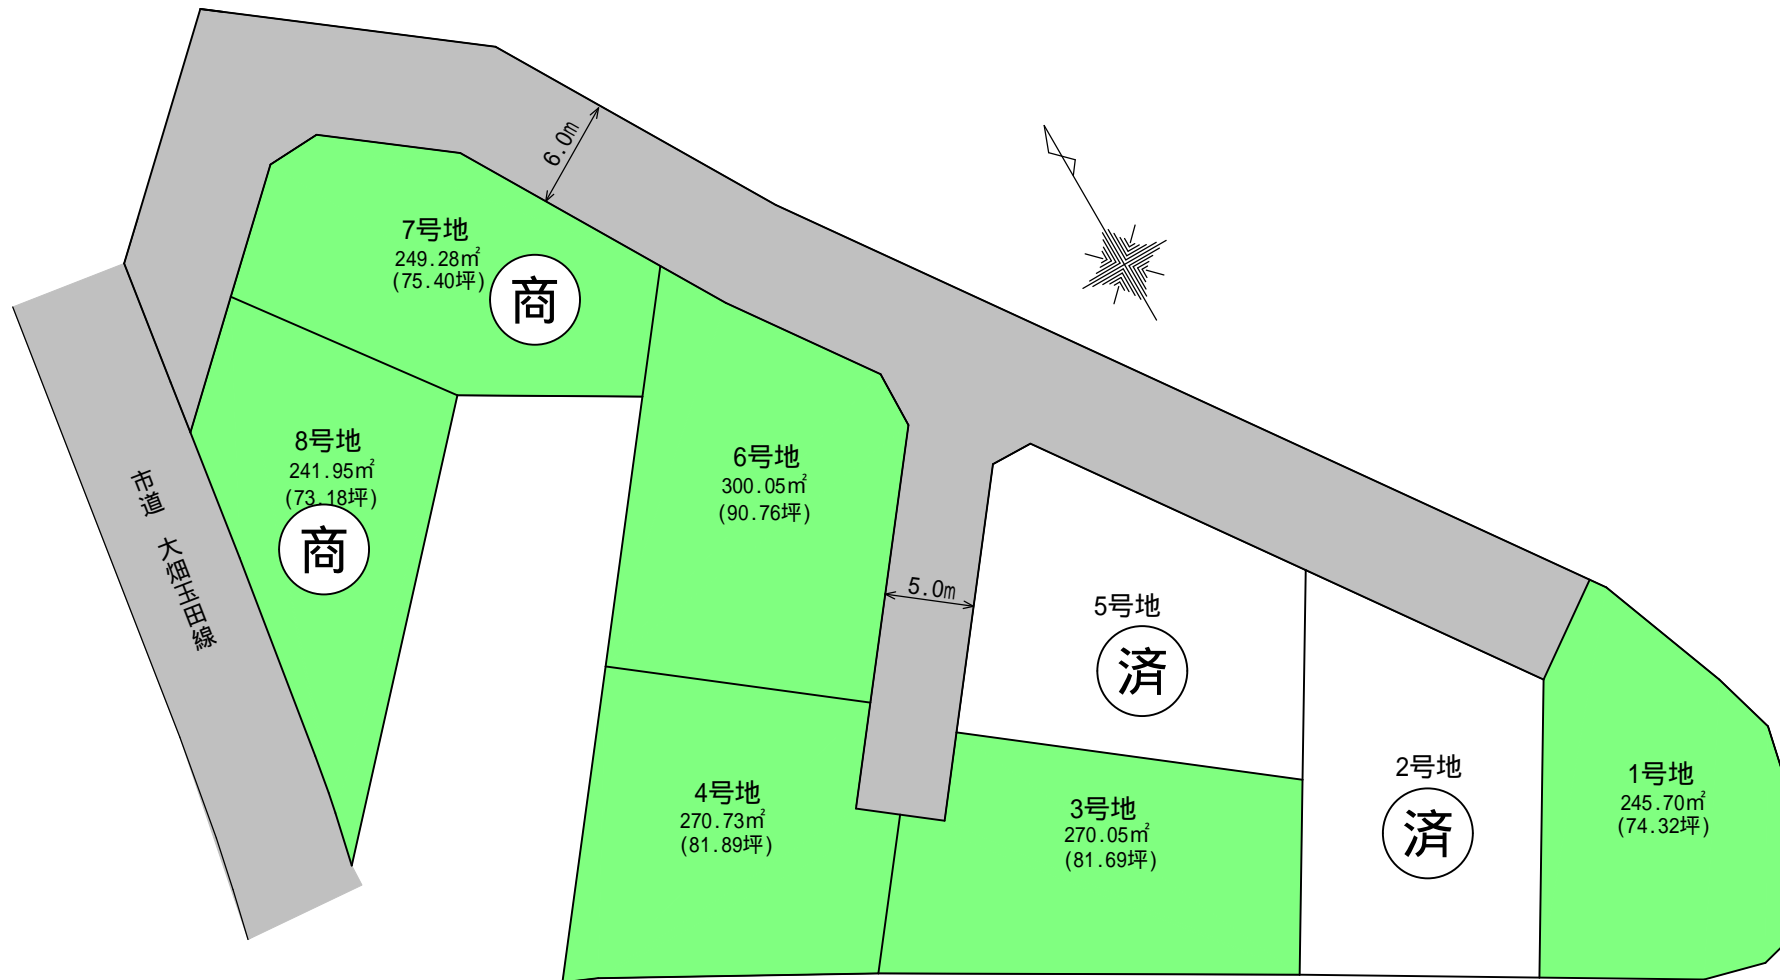 6.0m
7号地
249.28㎡
(75.40坪)
商
8号地
241.95㎡
(73.18坪)
商
市道　大畑玉田線
6号地
300.05㎡
(90.76坪)
5.0m
5号地
済
4号地
270.73㎡
(81.89坪)
3号地
270.05㎡
(81.69坪)
2号地
済
1号地
245.70㎡
(74.32坪)